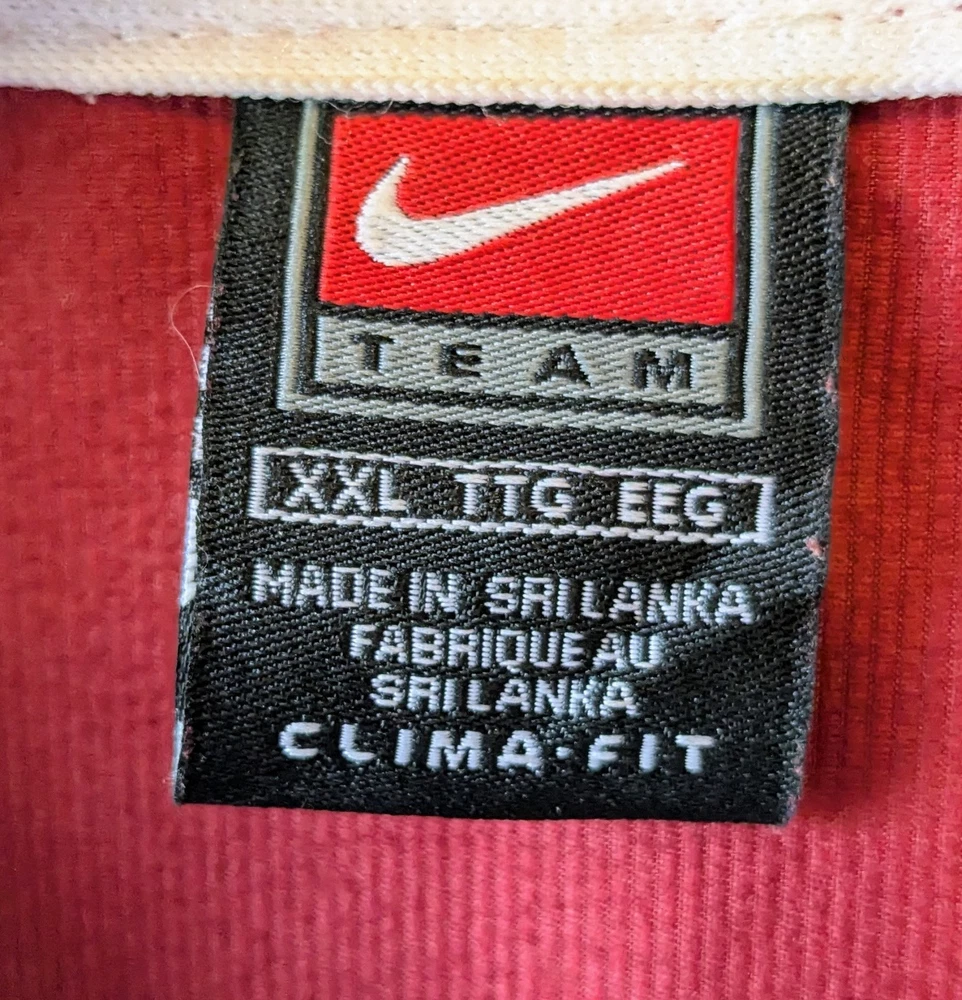 TEAM
XXL TTG EEG
MADE IN SRI LANKA
FABRIQUE AU
SRI LANKA
CLIMA·FIT